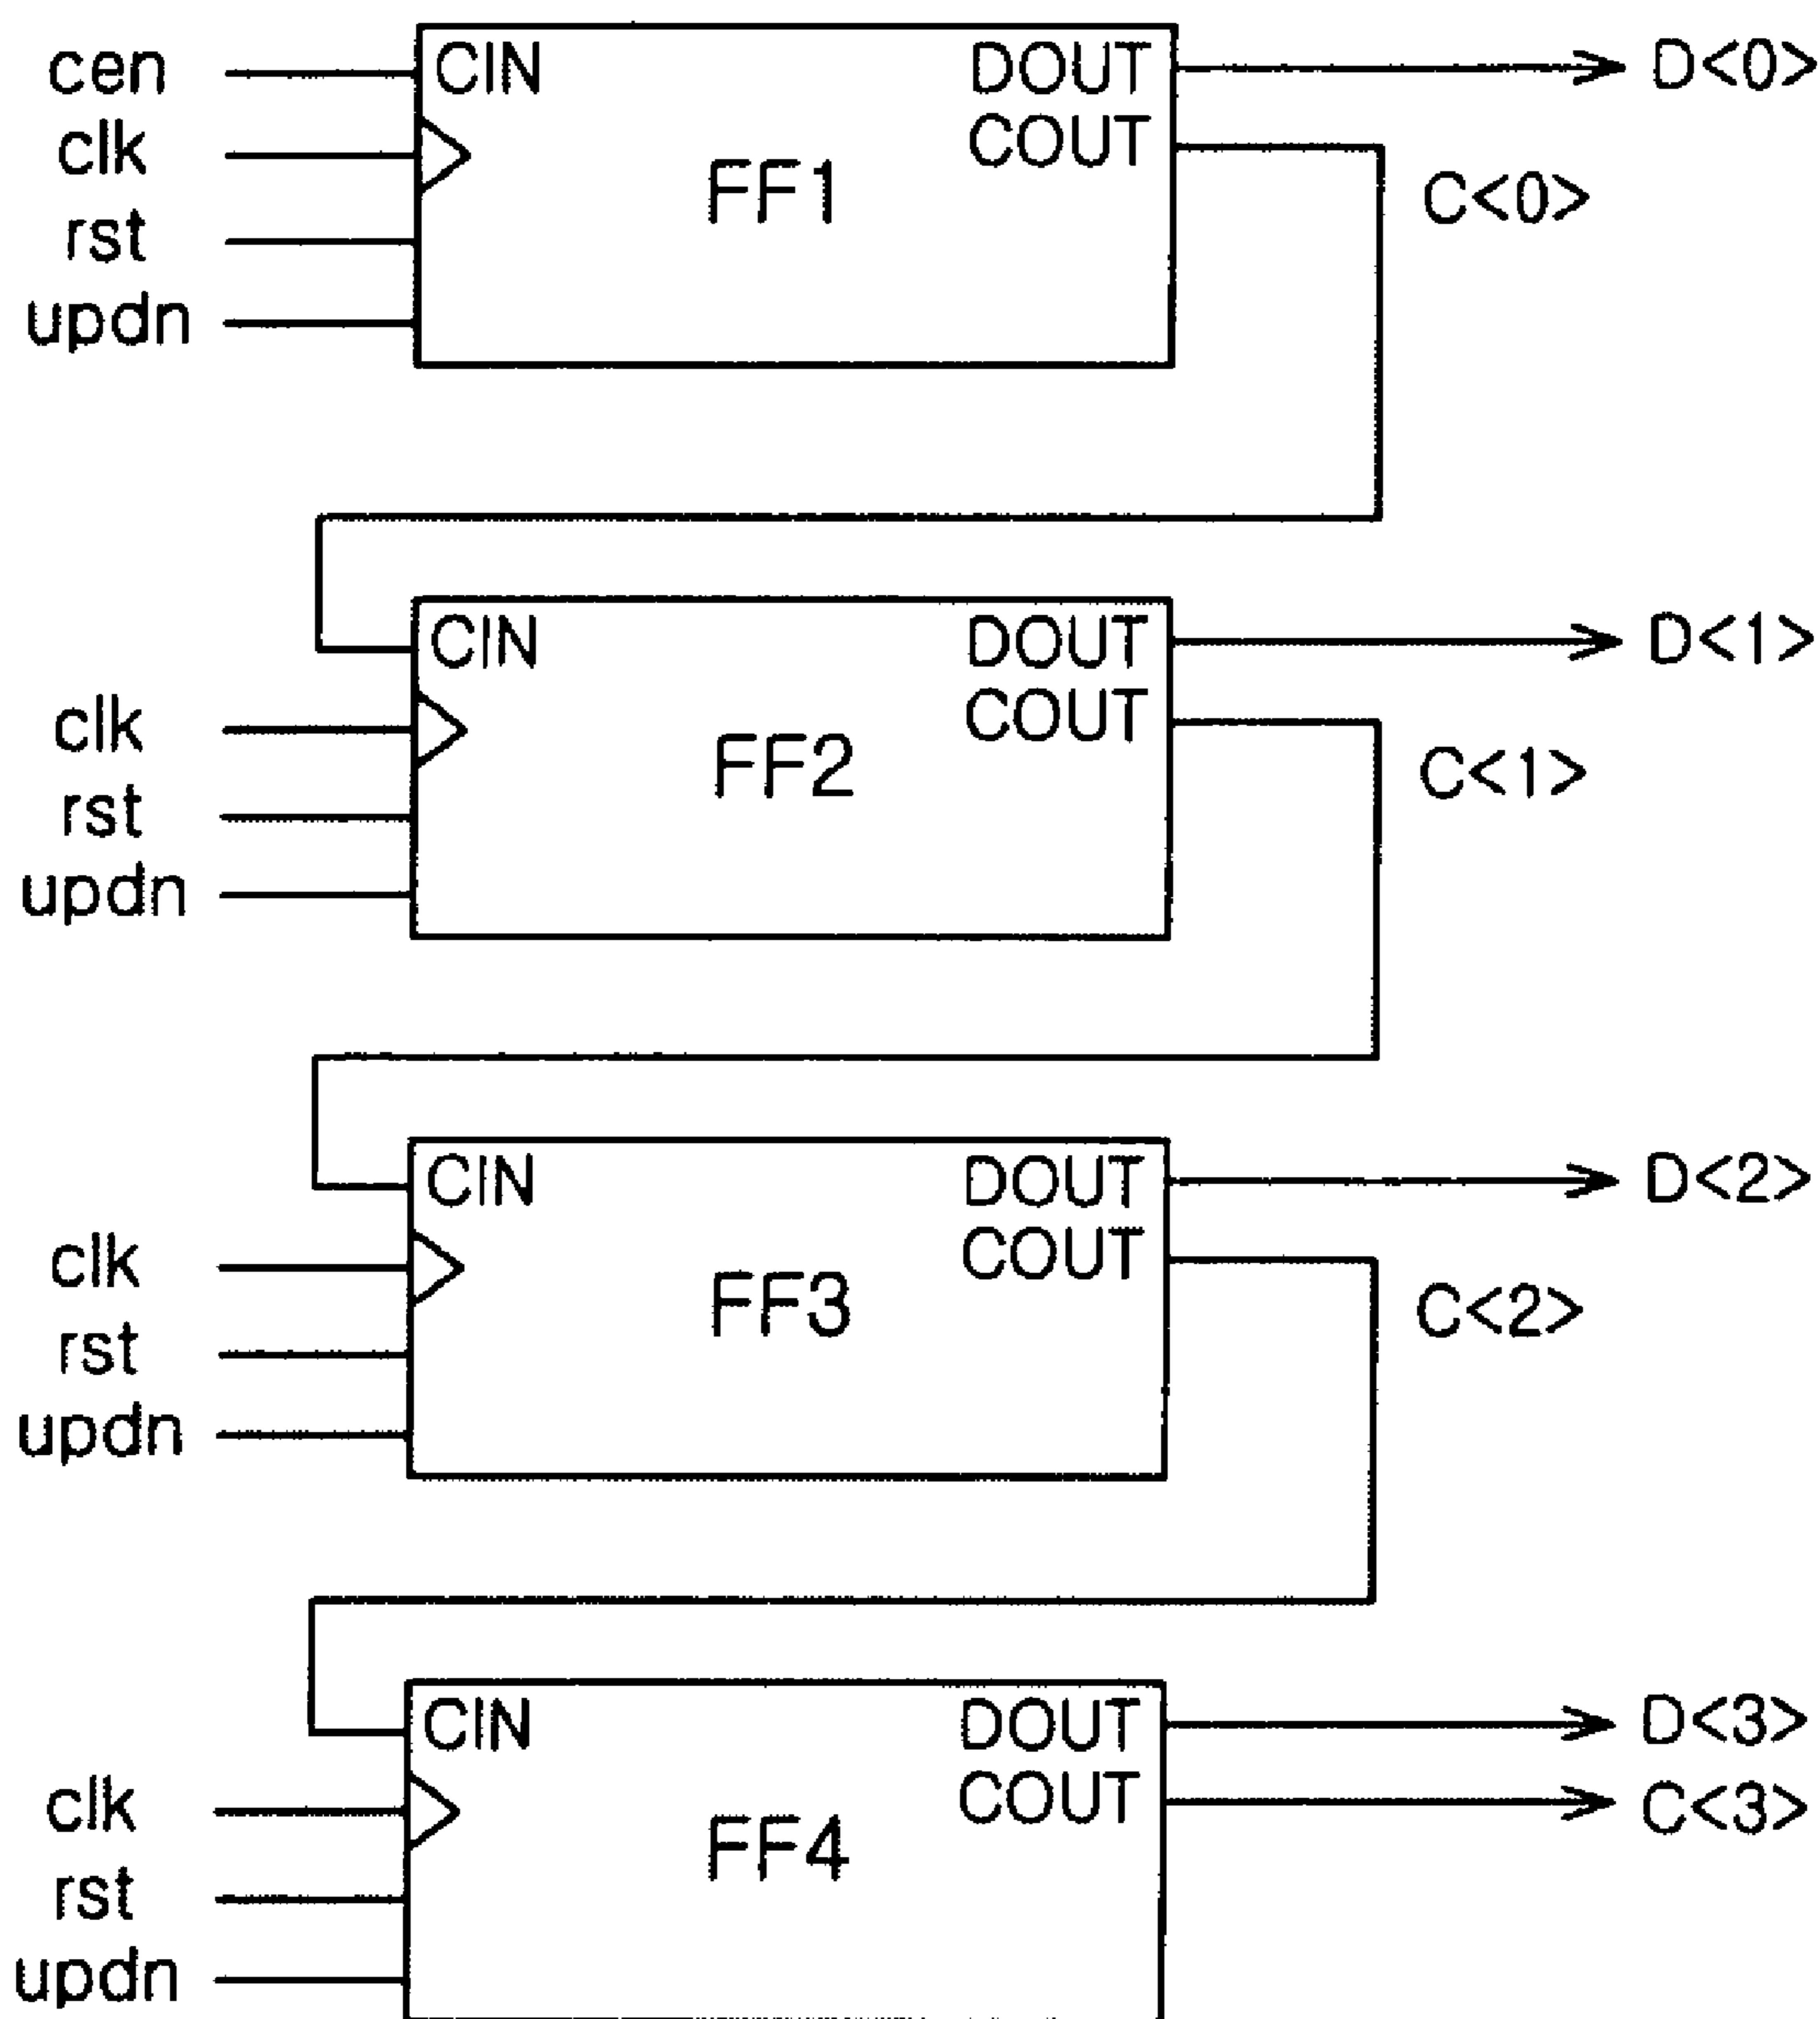 cen CIN DOUT D<0>
clk COUT
FF1 C<0>
rst
updn
CIN DOUT D<1>
clk COUT
FF2 C<1>
rst
updn
CIN DOUT D<2>
clk COUT
FF3 C<2>
rst
updn
CIN DOUT D<3>
clk COUT C<3>
FF4
rst
updn